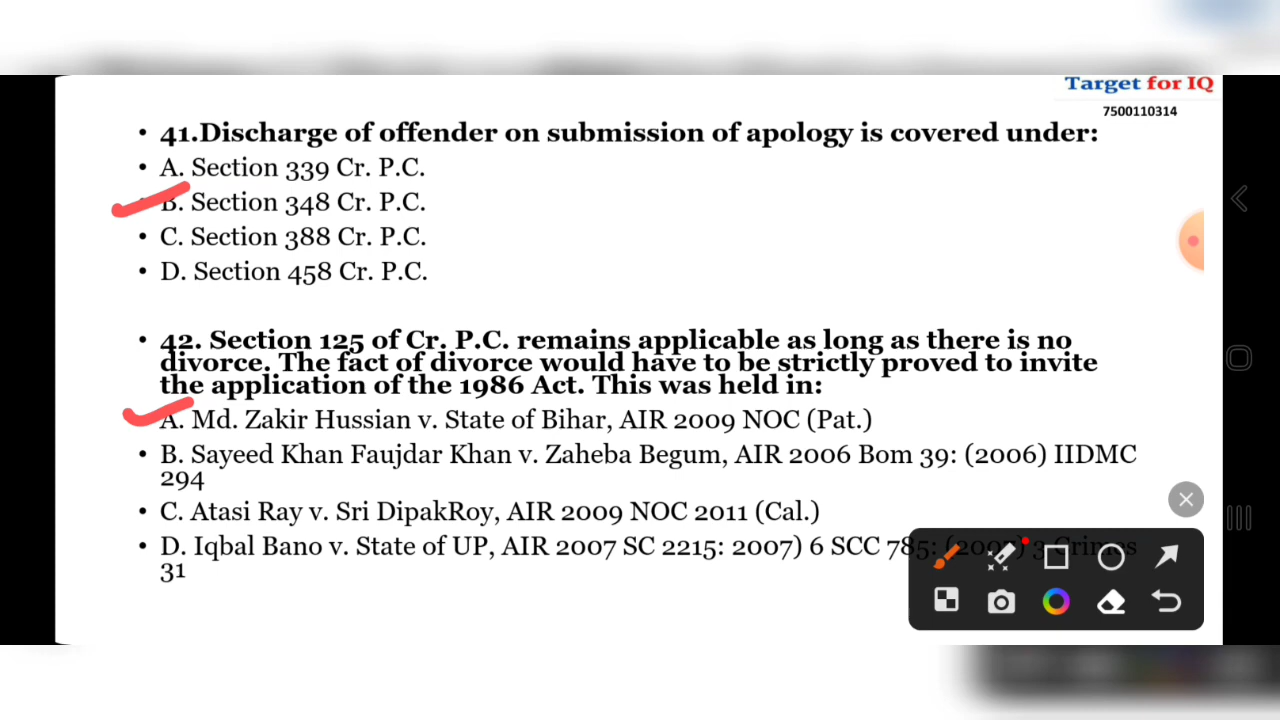 Target for IQ
7500110314
• 41.Discharge of offender on submission of apology is covered under:
• A. Section 339 Cr. P.C.
B. Section 348 Cr. P.C.
• C. Section 388 Cr. P.C.
• D. Section 458 Cr. P.C.
• 42. Section 125 of Cr. P.C. remains applicable as long as there is no
divorce. The fact of divorce would have to be strictly proved to invite
the application of the 1986 Act. This was held in:
A. Md. Zakir Hussian v. State of Bihar, AIR 2009 NOC (Pat.)
• B. Sayeed Khan Faujdar Khan v. Zaheba Begum, AIR 2006 Bom 39: (2006) IIDMC
294
• C. Atasi Ray v. Sri DipakRoy, AIR 2009 NOC 2011 (Cal.)
• D. Iqbal Bano v. State of UP, AIR 2007 SC 2215: 2007) 6 SCC 785: (2007) 3 Crimes
31